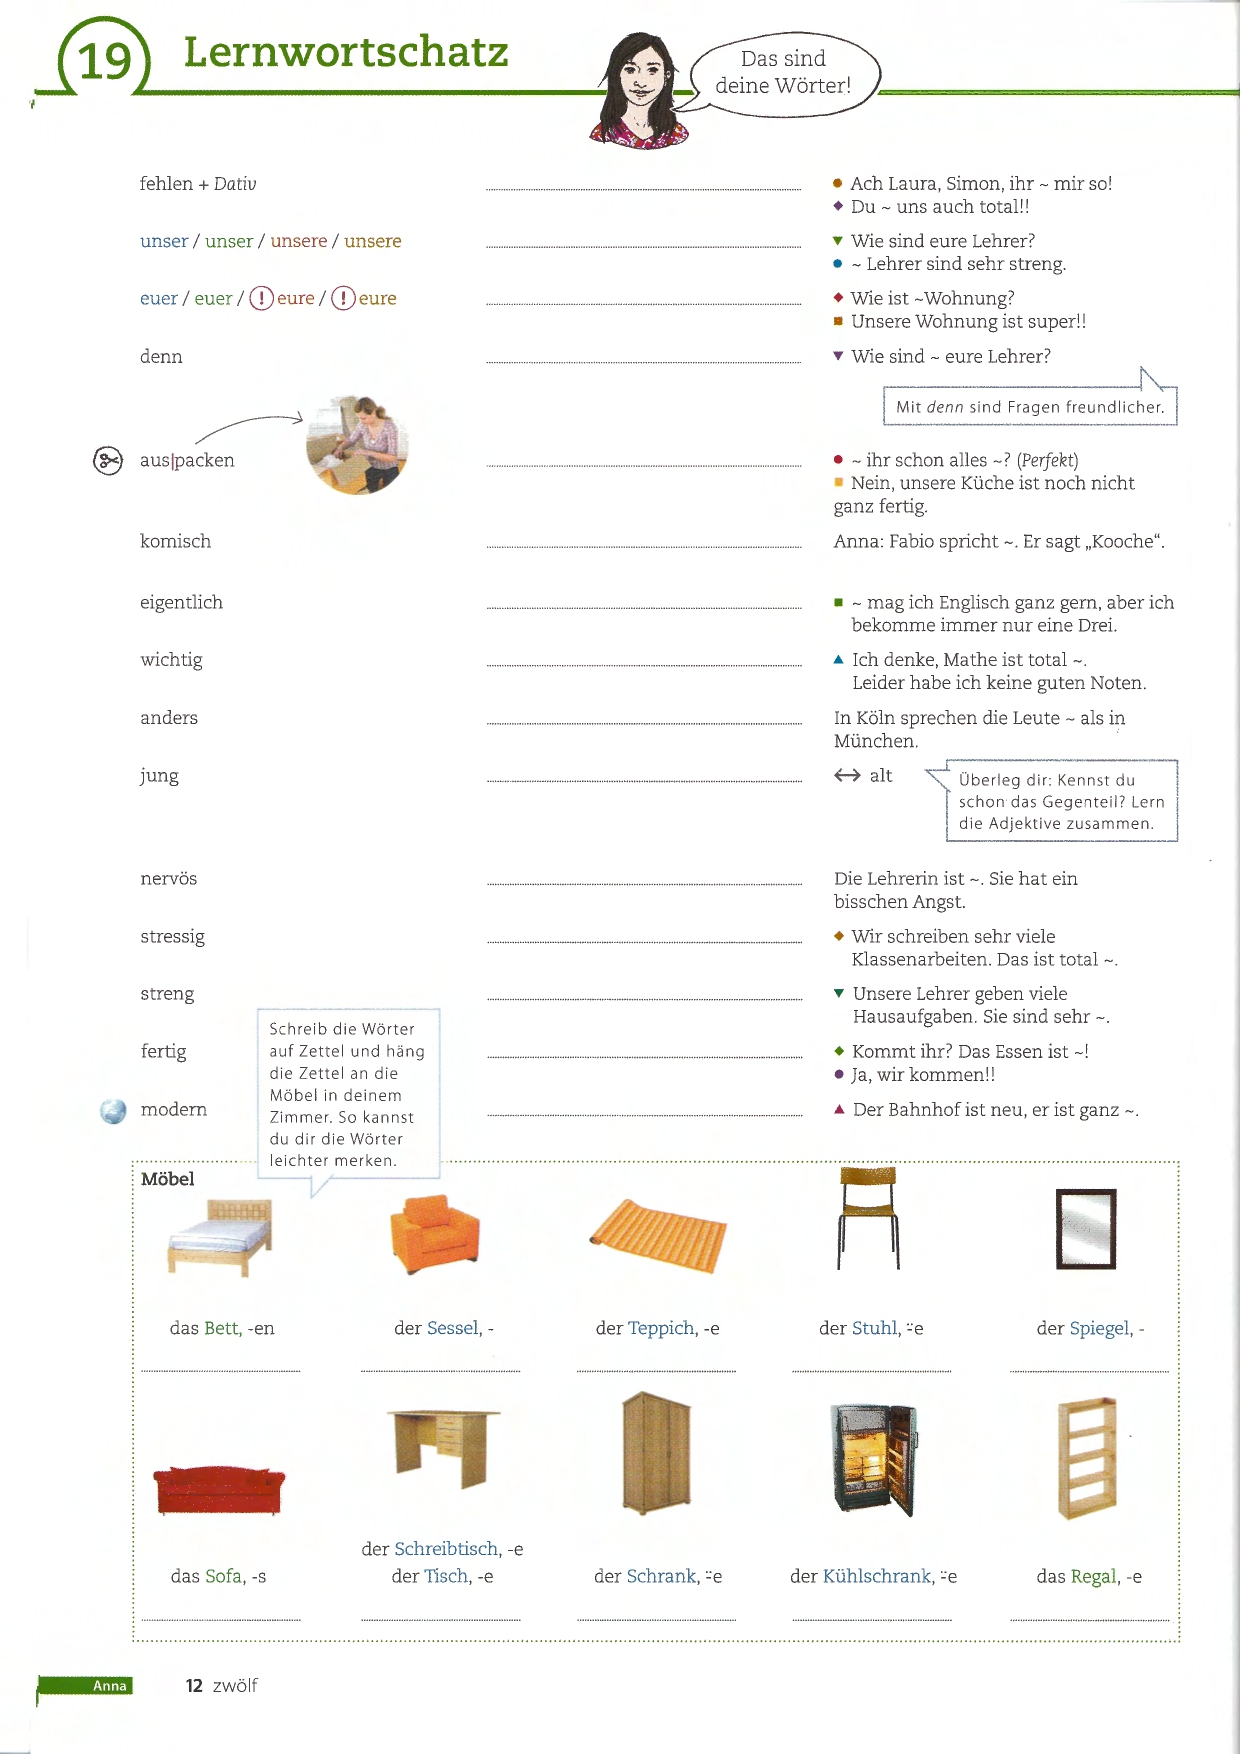 19 Lernwortschatz
Das sind
deine Wörter!
fehlen + Dativ
● Ach Laura, Simon, ihr ~ mir so!
◆ Du ~ uns auch total!!
unser / unser / unsere / unsere
▼ Wie sind eure Lehrer?
● ~ Lehrer sind sehr streng.
euer / euer / ! eure / ! eure
◆ Wie ist ~Wohnung?
■ Unsere Wohnung ist super!!
denn
▼ Wie sind ~ eure Lehrer?
Mit denn sind Fragen freundlicher.
aus|packen
● ~ ihr schon alles ~? (Perfekt)
■ Nein, unsere Küche ist noch nicht
ganz fertig.
komisch
Anna: Fabio spricht ~. Er sagt „Kooche“.
eigentlich
■ ~ mag ich Englisch ganz gern, aber ich
bekomme immer nur eine Drei.
wichtig
▲ Ich denke, Mathe ist total ~.
Leider habe ich keine guten Noten.
anders
In Köln sprechen die Leute ~ als in
München.
jung
↔ alt
Überleg dir: Kennst du
schon das Gegenteil? Lern
die Adjektive zusammen.
nervös
Die Lehrerin ist ~. Sie hat ein
bisschen Angst.
stressig
◆ Wir schreiben sehr viele
Klassenarbeiten. Das ist total ~.
streng
▼ Unsere Lehrer geben viele
Hausaufgaben. Sie sind sehr ~.
fertig
◆ Kommt ihr? Das Essen ist ~!
● Ja, wir kommen!!
modern
▲ Der Bahnhof ist neu, er ist ganz ~.
Schreib die Wörter
auf Zettel und häng
die Zettel an die
Möbel in deinem
Zimmer. So kannst
du dir die Wörter
leichter merken.
Möbel
das Bett, -en
der Sessel, -
der Teppich, -e
der Stuhl, ¨-e
der Spiegel, -
das Sofa, -s
der Schreibtisch, -e
der Tisch, -e
der Schrank, ¨-e
der Kühlschrank, ¨-e
das Regal, -e
Anna
12 zwölf